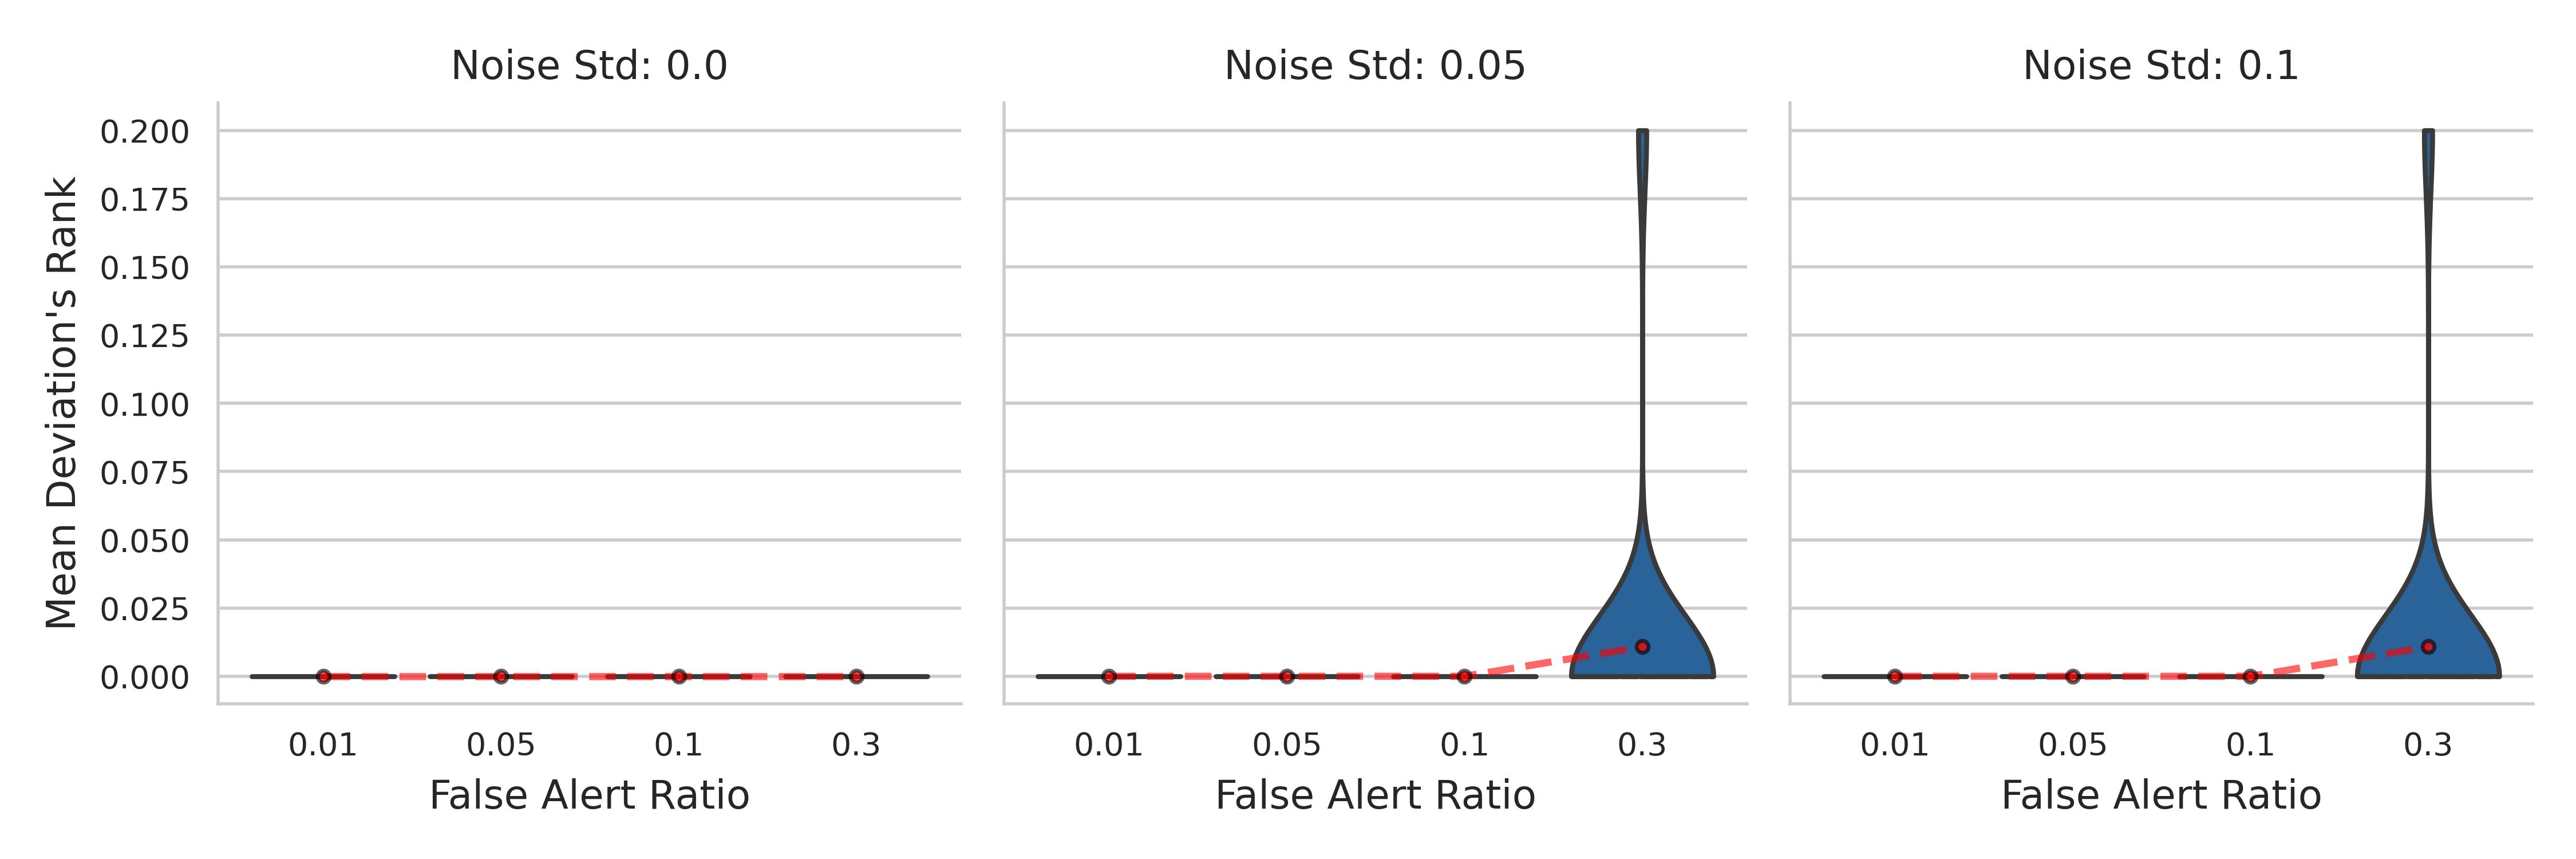 Noise Std: 0.0
Noise Std: 0.05
Noise Std: 0.1
Mean Deviation's Rank
0.200
0.175
0.150
0.125
0.100
0.075
0.050
0.025
0.000
0.01 0.05 0.1 0.3
0.01 0.05 0.1 0.3
0.01 0.05 0.1 0.3
False Alert Ratio
False Alert Ratio
False Alert Ratio